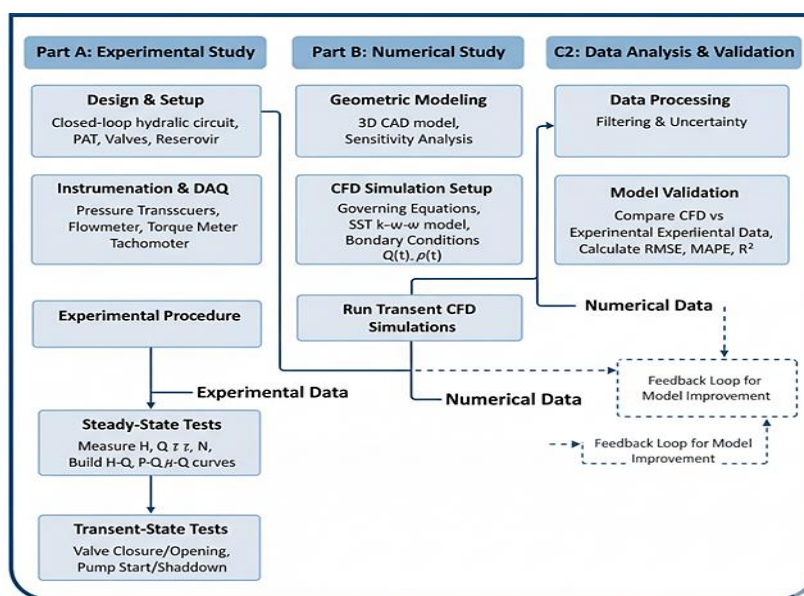 Part A: Experimental Study
Design & Setup
Closed-loop hydralic circuit,
PAT, Valves, Reserovir
Instrumenation & DAQ
Pressure Transscuers,
Flowmeter, Torque Meter
Tachomoter
Experimental Procedure
Experimental Data
Steady-State Tests
Measure H, Q τ τ, N,
Build H-Q, P-Q H-Q curves
Transient-State Tests
Valve Closure/Opening,
Pump Start/Shaddown
Part B: Numerical Study
Geometric Modeling
3D CAD model,
Sensitivity Analysis
CFD Simulation Setup
Governing Equations,
SST k-w-w model,
Bondary Conditions
Q(t). p(t)
Run Transent CFD
Simulations
Numerical Data
C2: Data Analysis & Validation
Data Processing
Filtering & Uncertainty
Model Validation
Compare CFD vs
Experimental Experiental Data,
Calculate RMSE, MAPE, R²
Numerical Data
Feedback Loop for
Model Improvement
Feedback Loop for Model
Improvement